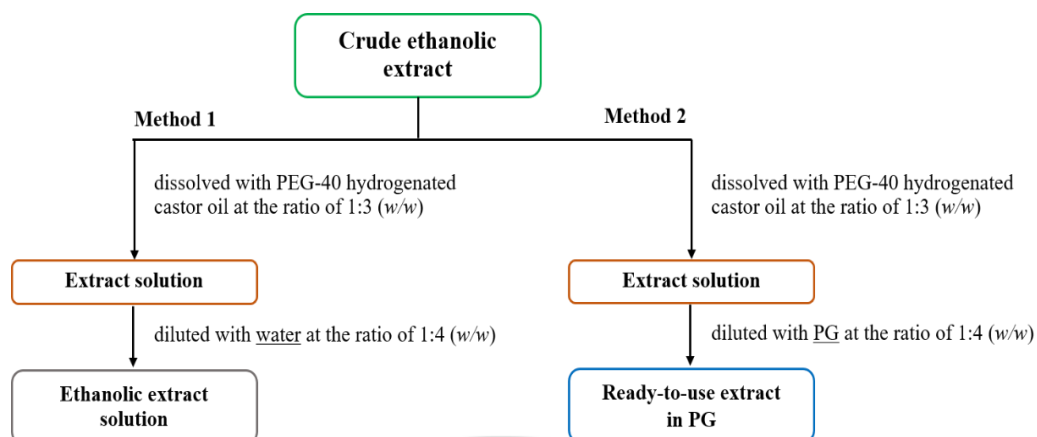 Crude ethanolic
extract
Method 1
Method 2
dissolved with PEG-40 hydrogenated
castor oil at the ratio of 1:3 (w/w)
dissolved with PEG-40 hydrogenated
castor oil at the ratio of 1:3 (w/w)
Extract solution
Extract solution
diluted with water at the ratio of 1:4 (w/w)
diluted with PG at the ratio of 1:4 (w/w)
Ethanolic extract
solution
Ready-to-use extract
in PG